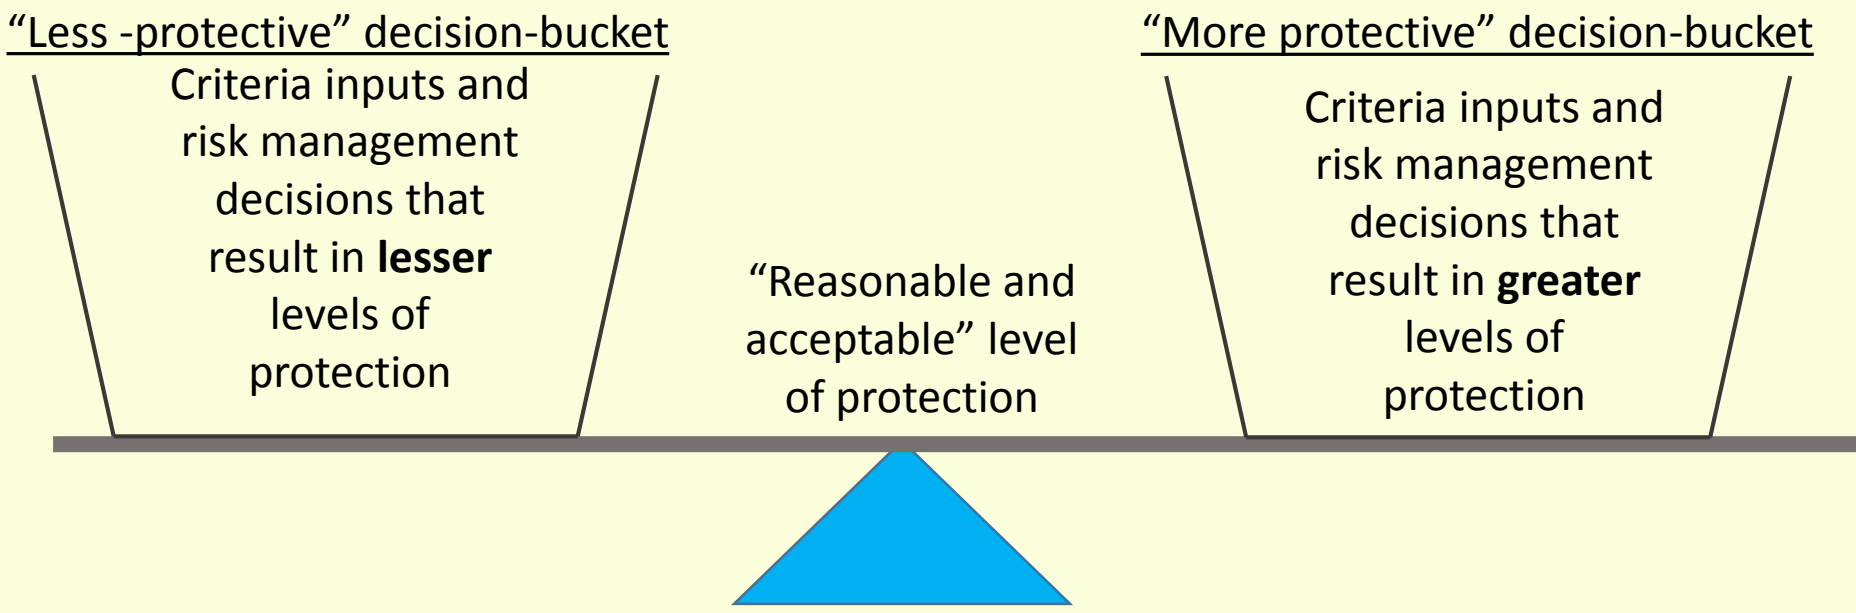 “Less -protective” decision-bucket
Criteria inputs and
risk management
decisions that
result in lesser
levels of
protection
“Reasonable and
acceptable” level
of protection
“More protective” decision-bucket
Criteria inputs and
risk management
decisions that
result in greater
levels of
protection